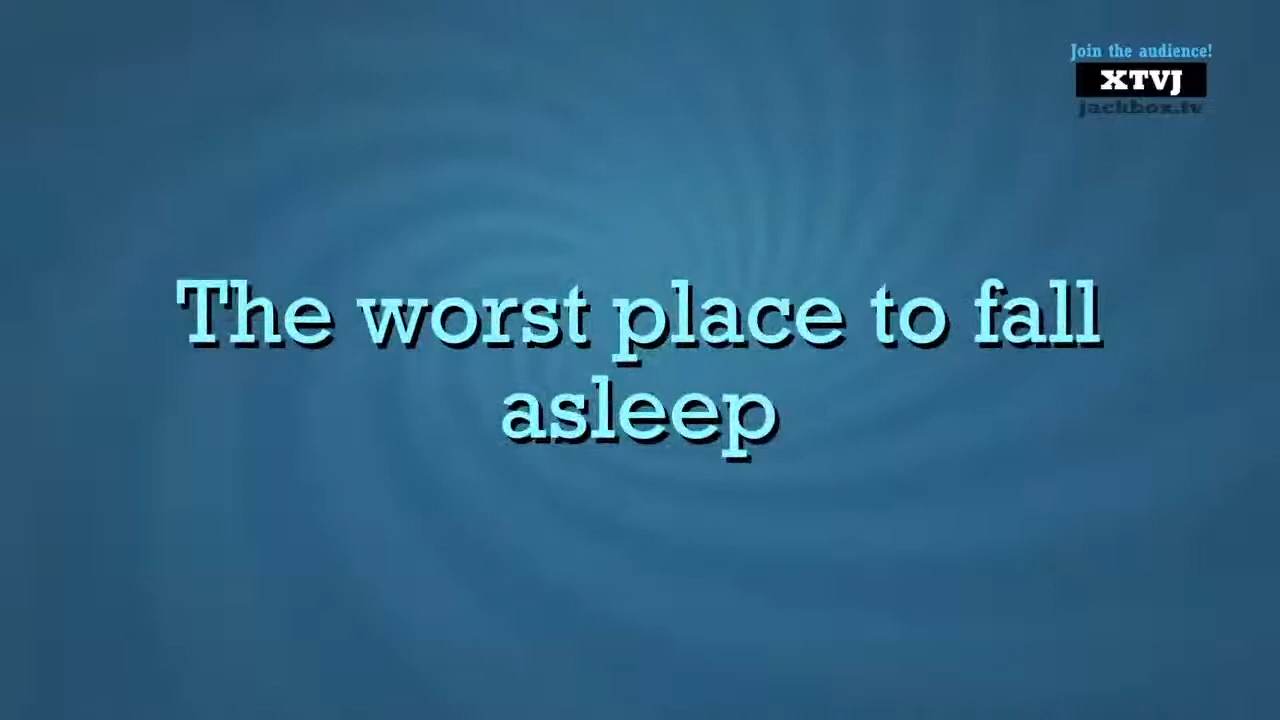 Join the audience!
XTVJ
jackbox.tv
The worst place to fall
asleep